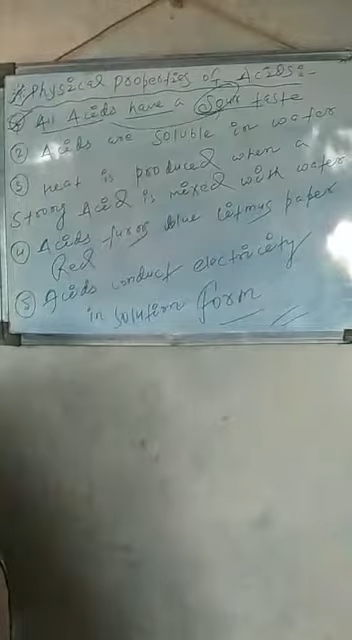 * Physical properties of Acids:-
① All Acids have a Sour taste
② Acids are soluble in water
③ Heat is produced when a
Strong Acid is mixed with water
④ Acids turns blue litmus paper
Red
⑤ Acids conduct electricity
in solution form